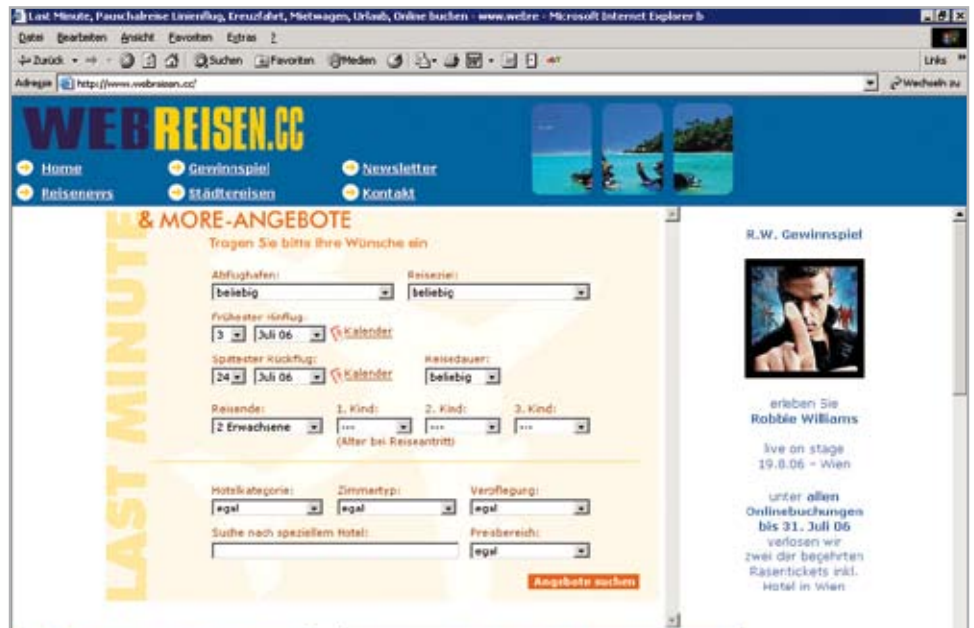 Last Minute, Pauschalreise Linienflug, Kreuzfahrt, Mietwagen, Urlaub, Online buchen - www.webre - Microsoft Internet Explorer b
Datei Bearbeiten Ansicht Favoriten Extras ?
Zurück Suchen Favoriten Medien Links
Adresse http://www.webreisen.cc/ Wechseln zu
WEBREISEN.CC
Home Gewinnspiel Newsletter
Reisenews Städtereisen Kontakt
LAST MINUTE
& MORE-ANGEBOTE
Tragen Sie bitte Ihre Wünsche ein
Abflughafen: Reiseziel:
beliebig beliebig
Frühester Hinflug:
3 Juli 06 Kalender
Spätester Rückflug: Reisedauer:
24 Juli 06 Kalender beliebig
Reisende: 1. Kind: 2. Kind: 3. Kind:
2 Erwachsene --- --- ---
(Alter bei Reiseantritt)
Hotelkategorie: Zimmertyp: Verpflegung:
egal egal egal
Suche nach speziellem Hotel: Preisbereich:
egal
Angebote suchen
R.W. Gewinnspiel
erleben Sie
Robbie Williams
live on stage
19.8.06 - Wien
unter allen
Onlinebuchungen
bis 31. Juli 06
verlosen wir
zwei der begehrten
Rasentickets inkl.
Hotel in Wien